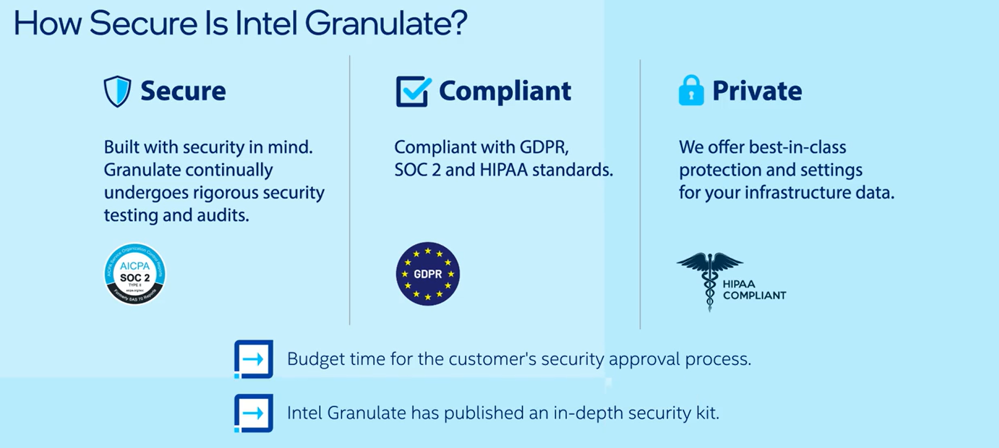 How Secure Is Intel Granulate?
Secure
Built with security in mind.
Granulate continually
undergoes rigorous security
testing and audits.
AICPA Service Organization Control Reports
AICPA
SOC 2
TYPE II
aicpa.org/soc
Formerly SAS 70 Reports
Compliant
Compliant with GDPR,
SOC 2 and HIPAA standards.
GDPR
Private
We offer best-in-class
protection and settings
for your infrastructure data.
HIPAA
COMPLIANT
Budget time for the customer's security approval process.
Intel Granulate has published an in-depth security kit.